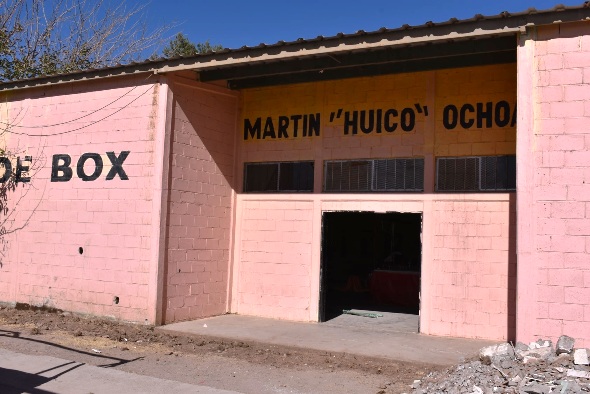 DE BOX
MARTIN "HUICO" OCHOA